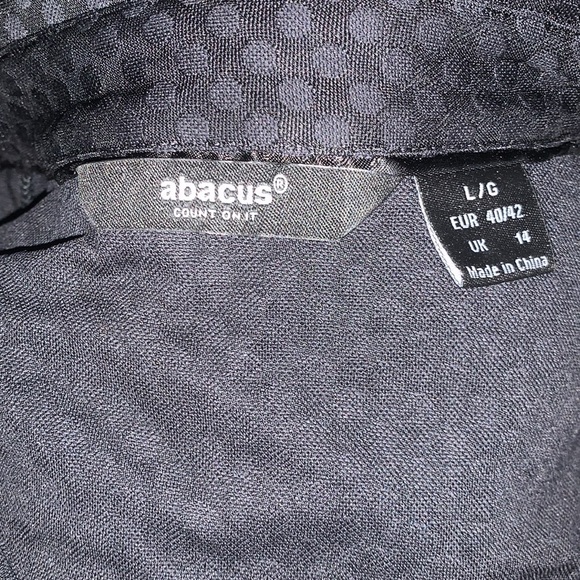 abacus®
COUNT ON IT
L/G
EUR 40/42
UK 14
Made in China